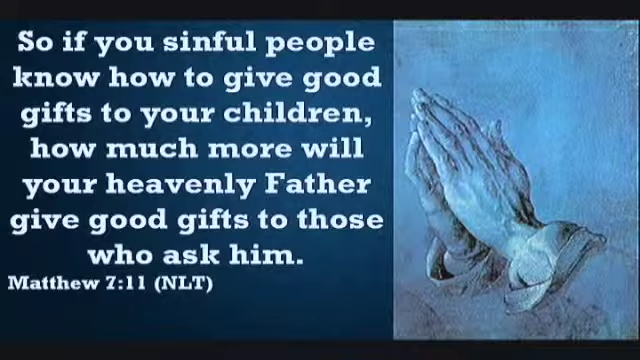 So if you sinful people
know how to give good
gifts to your children,
how much more will
your heavenly Father
give good gifts to those
who ask him.
Matthew 7:11 (NLT)